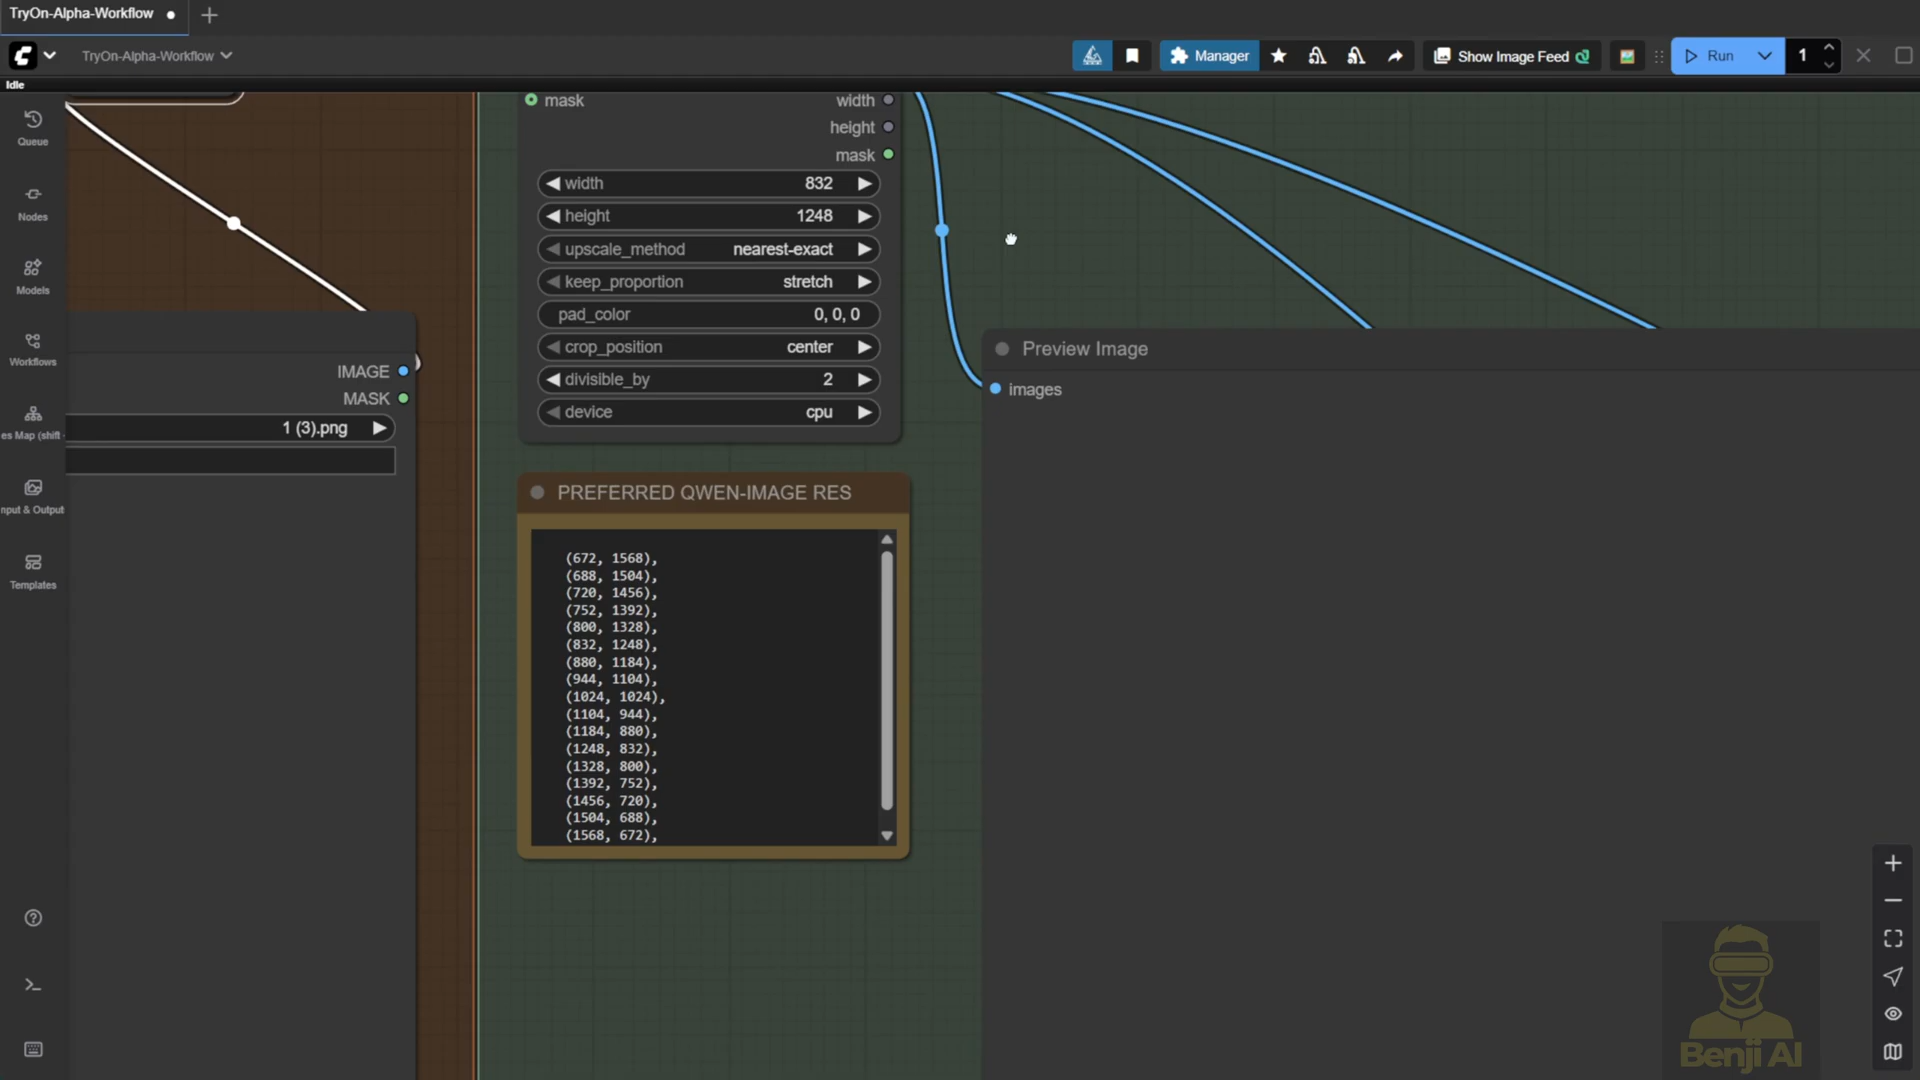 TryOn-Alpha-Workflow
TryOn-Alpha-Workflow
Manager
Show Image Feed
Run
1
Idle
Queue
Nodes
Models
Workflows
es Map (shift
nput & Output
Templates
IMAGE
MASK
1 (3).png
mask
width
height
mask
width 832
height 1248
upscale_method nearest-exact
keep_proportion stretch
pad_color 0, 0, 0
crop_position center
divisible_by 2
device cpu
PREFERRED QWEN-IMAGE RES
(672, 1568),
(688, 1504),
(720, 1456),
(752, 1392),
(800, 1328),
(832, 1248),
(880, 1184),
(944, 1104),
(1024, 1024),
(1104, 944),
(1184, 880),
(1248, 832),
(1328, 800),
(1392, 752),
(1456, 720),
(1504, 688),
(1568, 672),
Preview Image
images
Benji AI